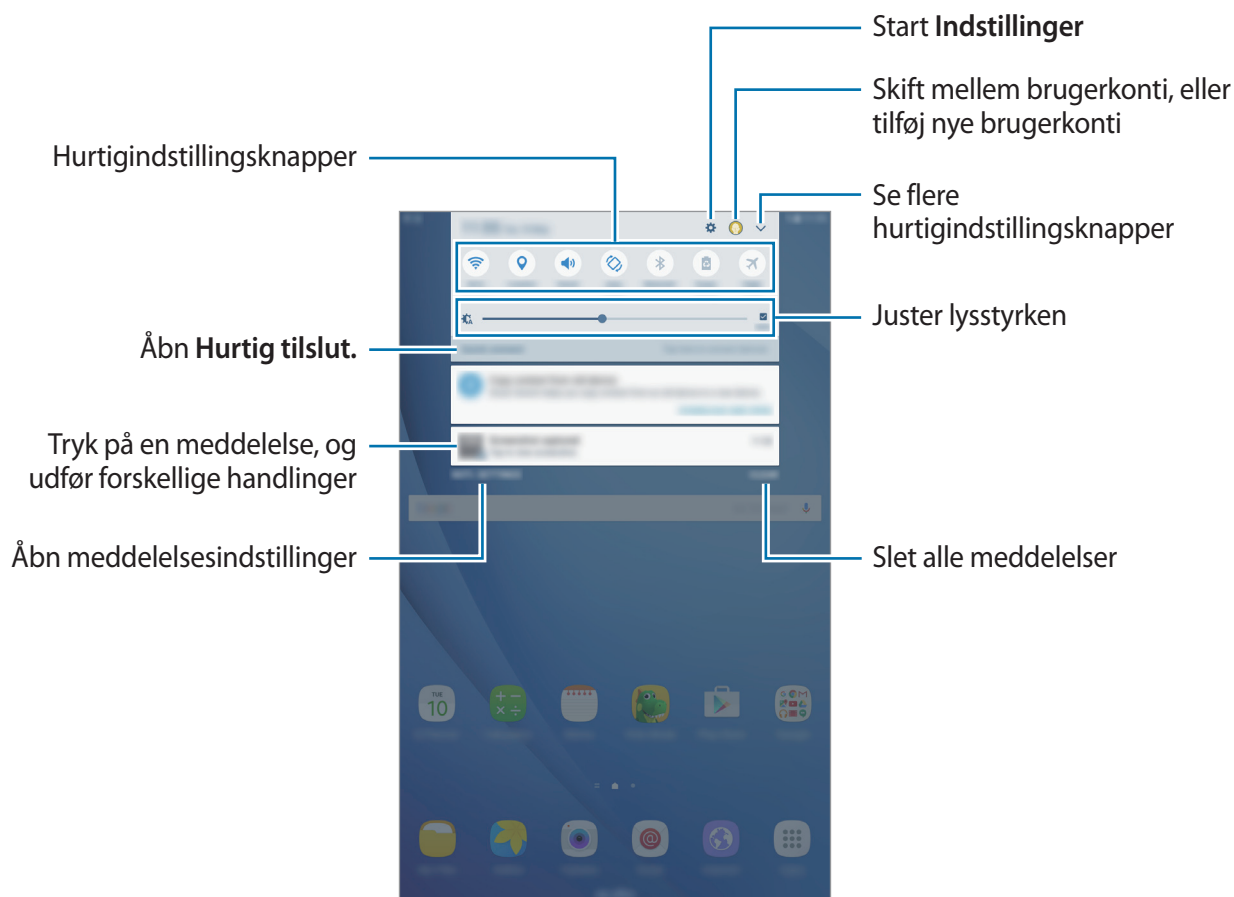 Start Indstillinger
Skift mellem brugerkonti, eller
tilføj nye brugerkonti
Hurtigindstillingsknapper
Se flere
hurtigindstillingsknapper
Juster lysstyrken
Åbn Hurtig tilslut.
Tryk på en meddelelse, og
udfør forskellige handlinger
Åbn meddelelsesindstillinger
Slet alle meddelelser
TUE
10